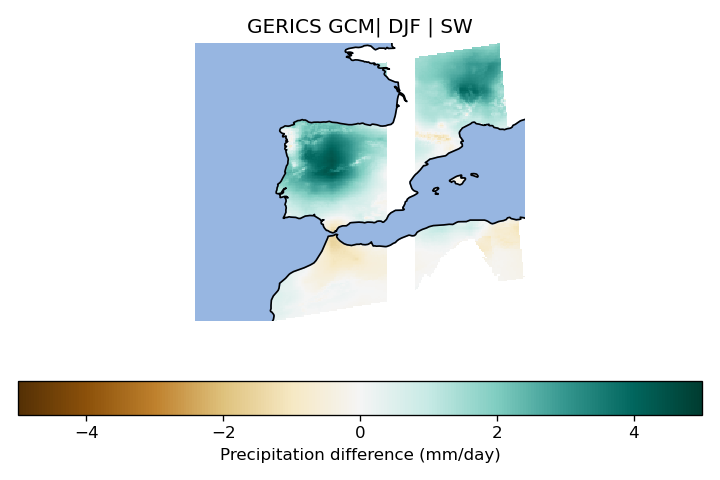 GERICS GCM| DJF | SW
−4 −2 0 2 4
Precipitation difference (mm/day)